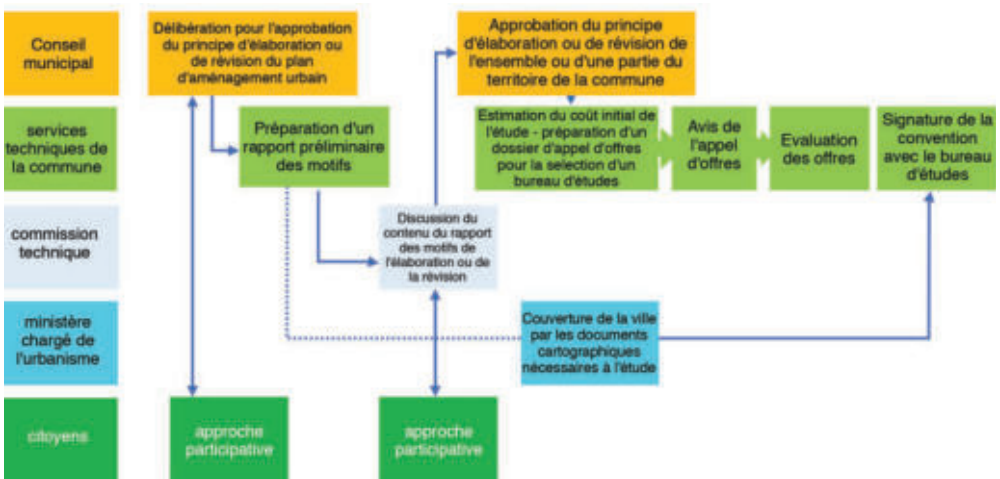 Conseil
municipal
Délibération pour l'approbation
du principe d'élaboration ou
de révision du plan
d'aménagement urbain
Approbation du principe
d'élaboration ou de révision de
l'ensemble ou d'une partie du
territoire de la commune
services
techniques de
la commune
Préparation d'un
rapport préliminaire
des motifs
Estimation du coût initial de
l'étude - préparation d'un
dossier d'appel d'offres
pour la selection d'un
bureau d'études
Avis de
l'appel
d'offres
Evaluation
des offres
Signature de la
convention
avec le bureau
d'études
commission
technique
Discussion du
contenu du rapport
des motifs de
l'élaboration ou de
la révision
ministère
chargé de
l'urbanisme
Couverture de la ville
par les documents
cartographiques
nécessaires à l'étude
citoyens
approche
participative
approche
participative